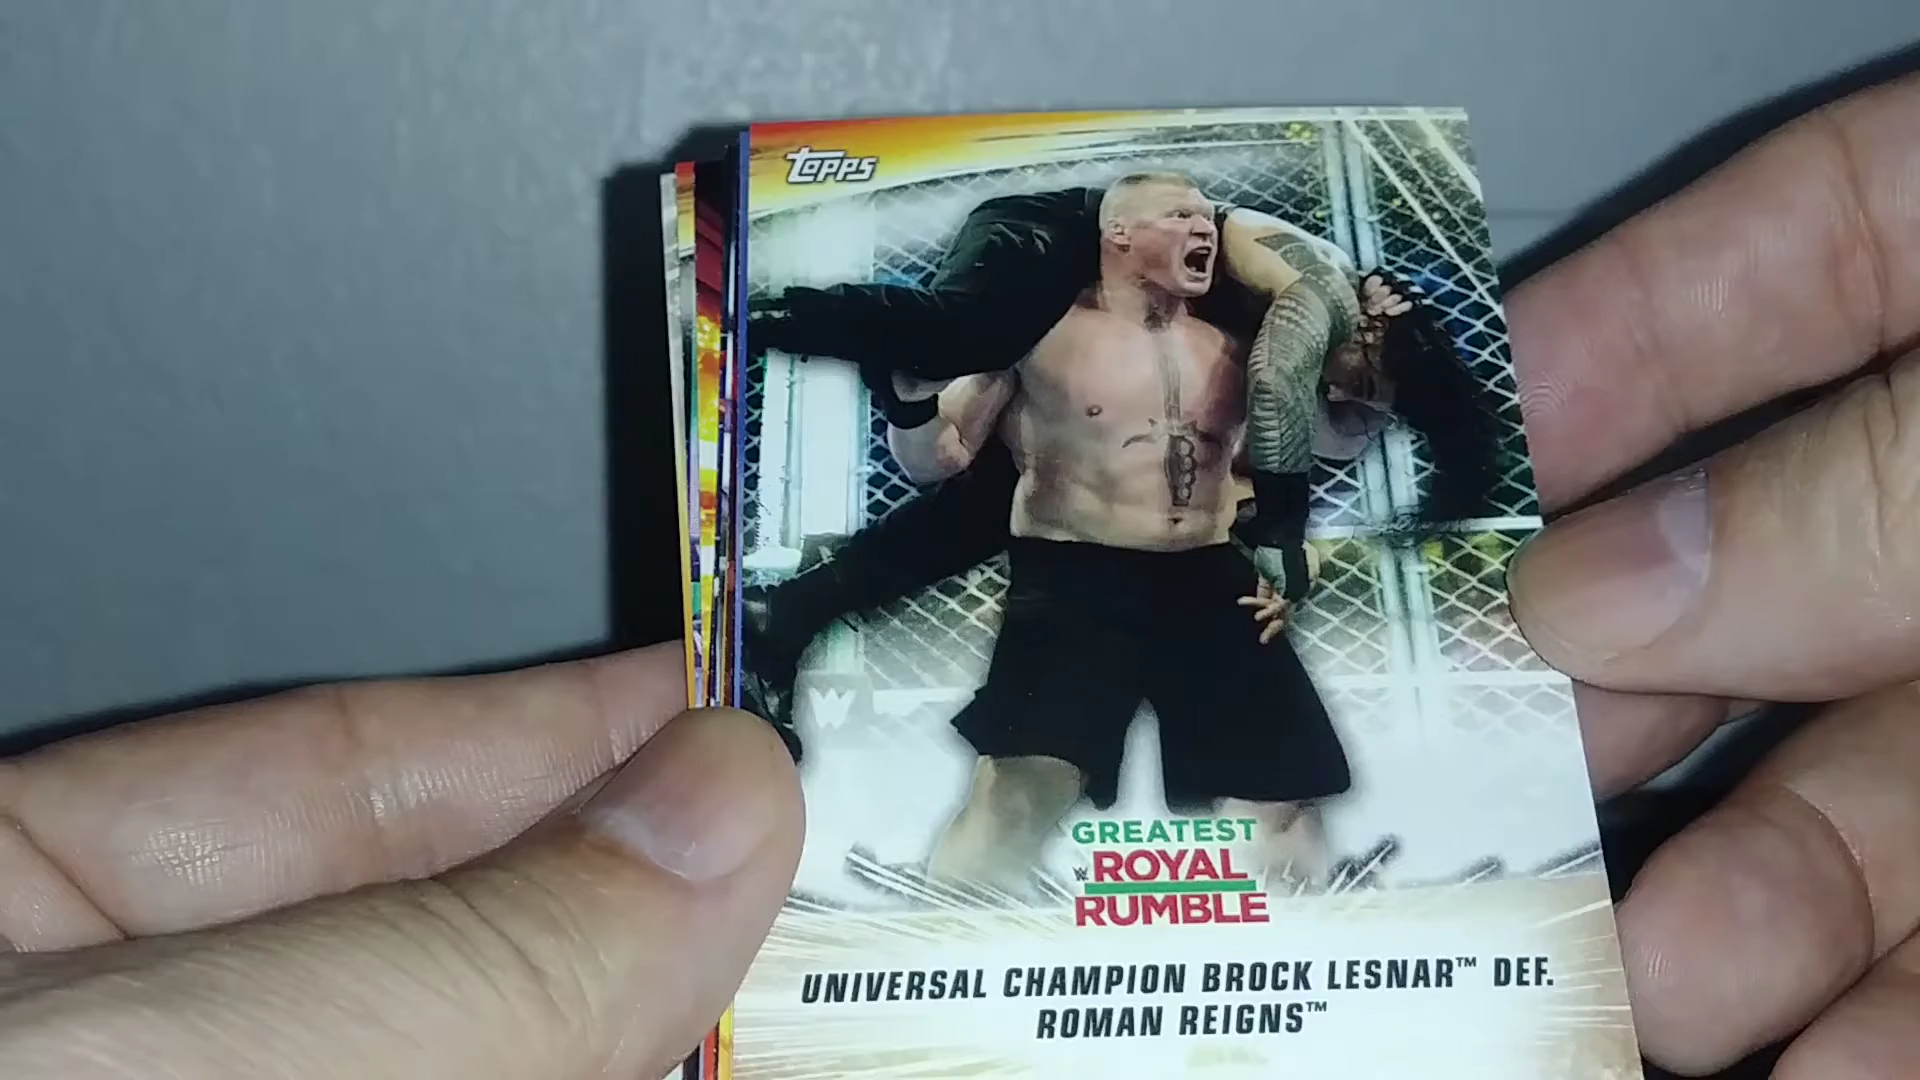 Topps
W
GREATEST
W ROYAL
RUMBLE
UNIVERSAL CHAMPION BROCK LESNAR™ DEF.
ROMAN REIGNS™